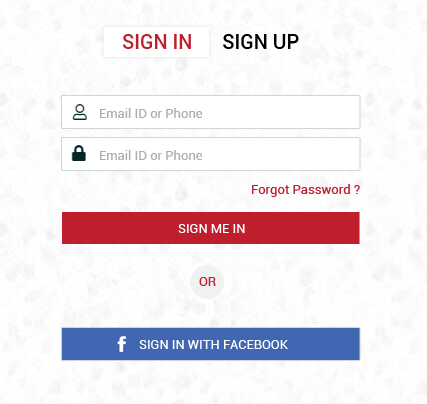 SIGN IN SIGN UP
Email ID or Phone
Email ID or Phone
Forgot Password ?
SIGN ME IN
OR
SIGN IN WITH FACEBOOK